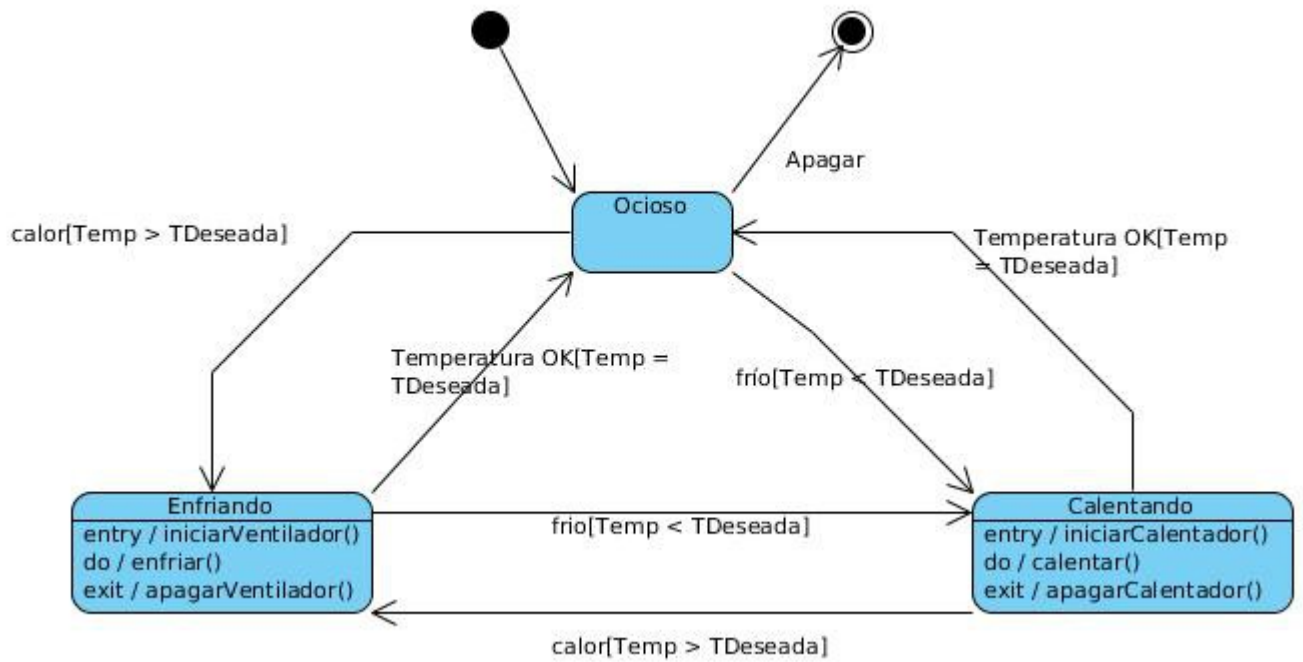 Apagar
Ocioso
calor[Temp > TDeseada]
Temperatura OK[Temp
= TDeseada]
Temperatura OK[Temp =
TDeseada]
frío[Temp < TDeseada]
Enfriando
entry / iniciarVentilador()
do / enfriar()
exit / apagarVentilador()
frio[Temp < TDeseada]
Calentando
entry / iniciarCalentador()
do / calentar()
exit / apagarCalentador()
calor[Temp > TDeseada]